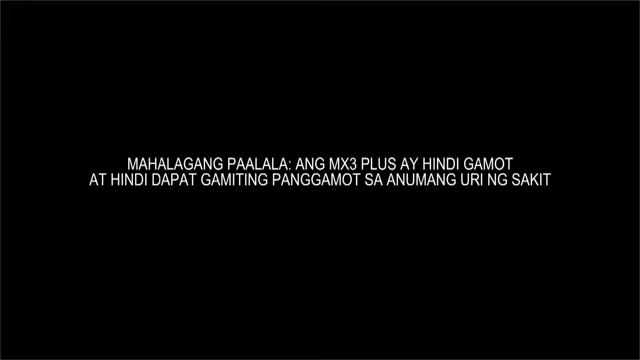 MAHALAGANG PAALALA: ANG MX3 PLUS AY HINDI GAMOT
AT HINDI DAPAT GAMITING PANGGAMOT SA ANUMANG URI NG SAKIT